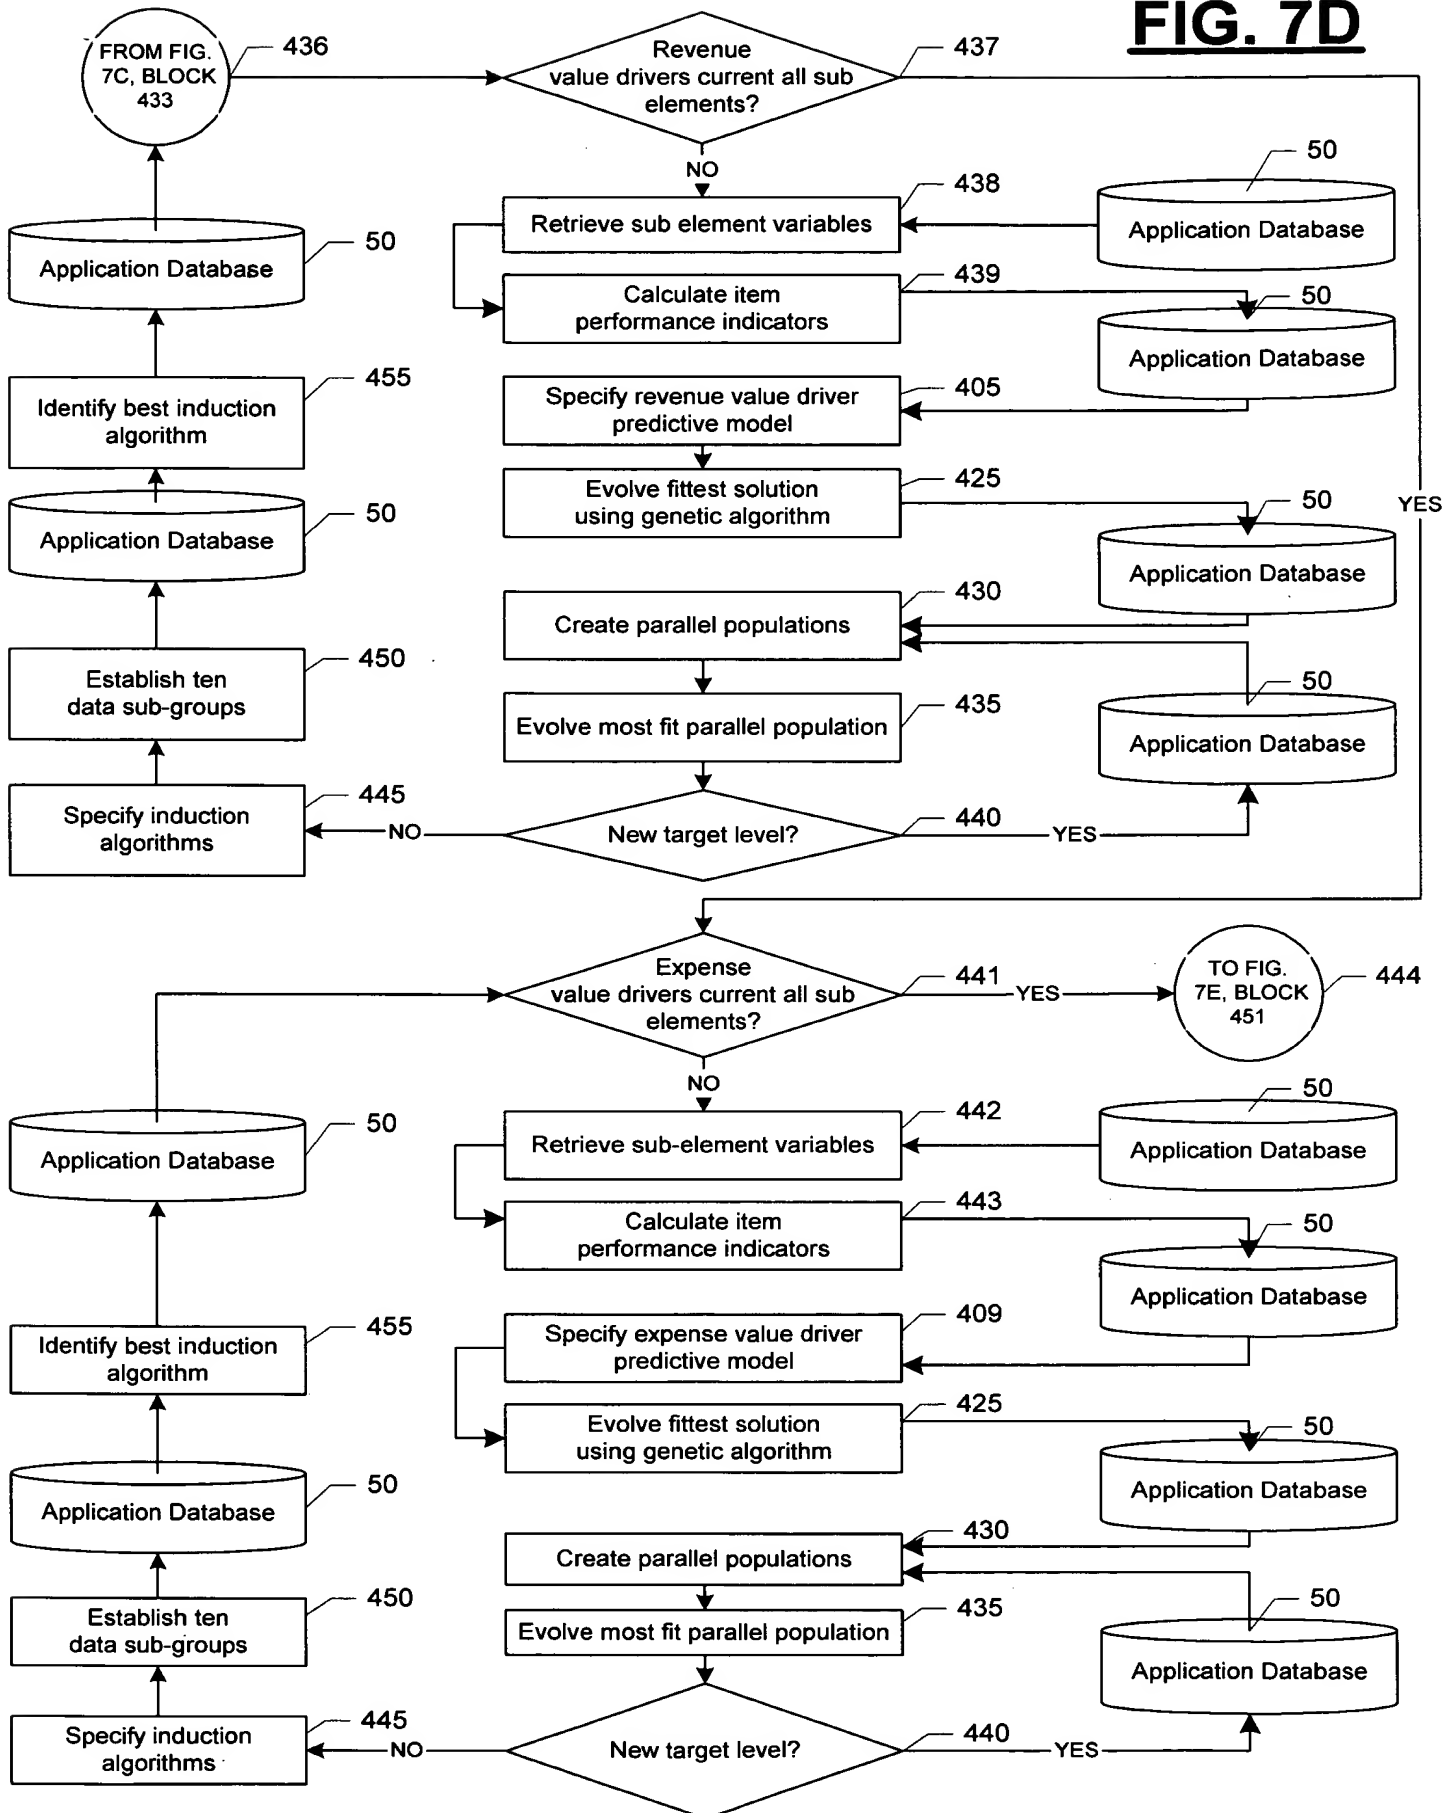 FIG. 7D
FROM FIG.
7C, BLOCK
433
436
Revenue
value drivers current all sub
elements?
437
NO
YES
Retrieve sub element variables
438
50
Application Database
Calculate item
performance indicators
439
50
Application Database
Specify revenue value driver
predictive model
405
Evolve fittest solution
using genetic algorithm
425
50
Application Database
Create parallel populations
430
Evolve most fit parallel population
435
50
Application Database
New target level?
440
YES
NO
Specify induction
algorithms
445
Establish ten
data sub-groups
450
Application Database
50
Identify best induction
algorithm
455
Application Database
50
Expense
value drivers current all sub
elements?
441
YES
TO FIG.
7E, BLOCK
451
444
NO
Retrieve sub-element variables
442
50
Application Database
Calculate item
performance indicators
443
50
Application Database
Specify expense value driver
predictive model
409
Evolve fittest solution
using genetic algorithm
425
50
Application Database
Create parallel populations
430
Evolve most fit parallel population
435
50
Application Database
New target level?
440
YES
NO
Specify induction
algorithms
445
Establish ten
data sub-groups
450
Application Database
50
Identify best induction
algorithm
455
Application Database
50